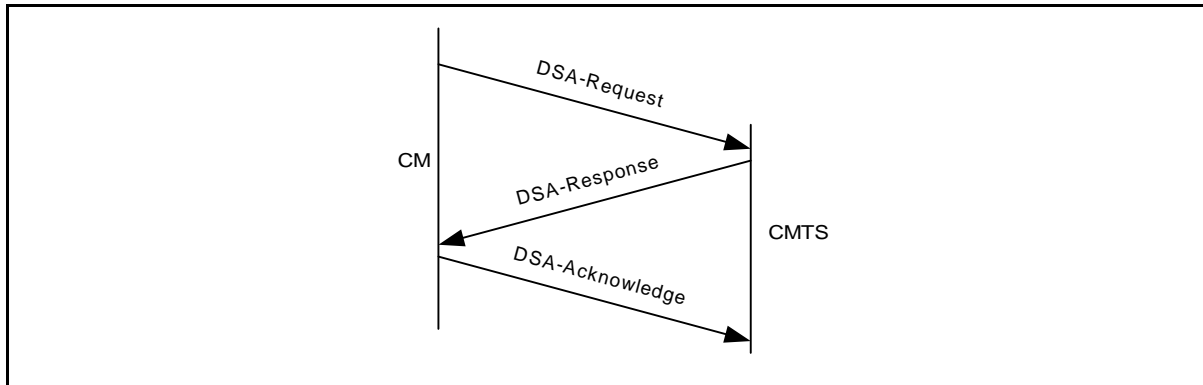 DSA-Request
CM
DSA-Response
CMTS
DSA-Acknowledge